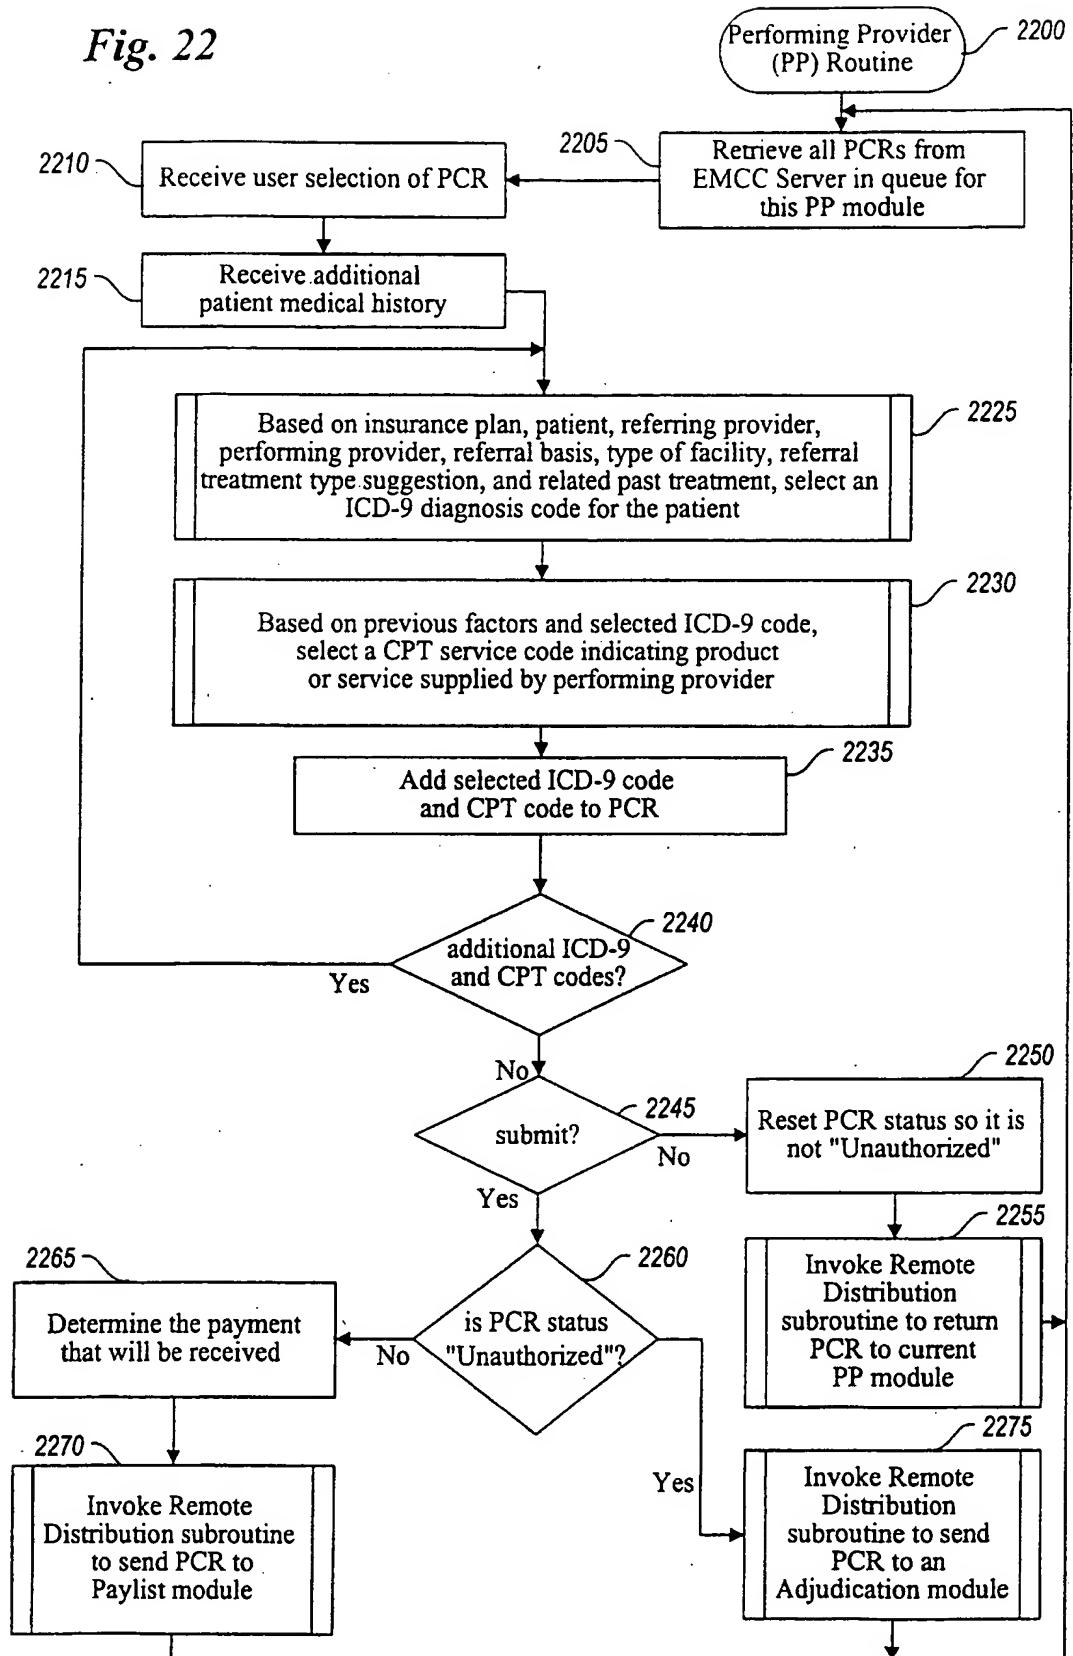 Fig. 22
Performing Provider
(PP) Routine
2200
2205
Retrieve all PCRs from
EMCC Server in queue for
this PP module
2210
Receive user selection of PCR
2215
Receive additional
patient medical history
2225
Based on insurance plan, patient, referring provider,
performing provider, referral basis, type of facility, referral
treatment type suggestion, and related past treatment, select an
ICD-9 diagnosis code for the patient
2230
Based on previous factors and selected ICD-9 code,
select a CPT service code indicating product
or service supplied by performing provider
2235
Add selected ICD-9 code
and CPT code to PCR
2240
additional ICD-9
and CPT codes?
Yes
No
2245
submit?
No
Yes
2250
Reset PCR status so it is
not "Unauthorized"
2255
Invoke Remote
Distribution
subroutine to return
PCR to current
PP module
2260
is PCR status
"Unauthorized"?
No
Yes
2265
Determine the payment
that will be received
2270
Invoke Remote
Distribution subroutine
to send PCR to
Paylist module
2275
Invoke Remote
Distribution
subroutine to send
PCR to an
Adjudication module